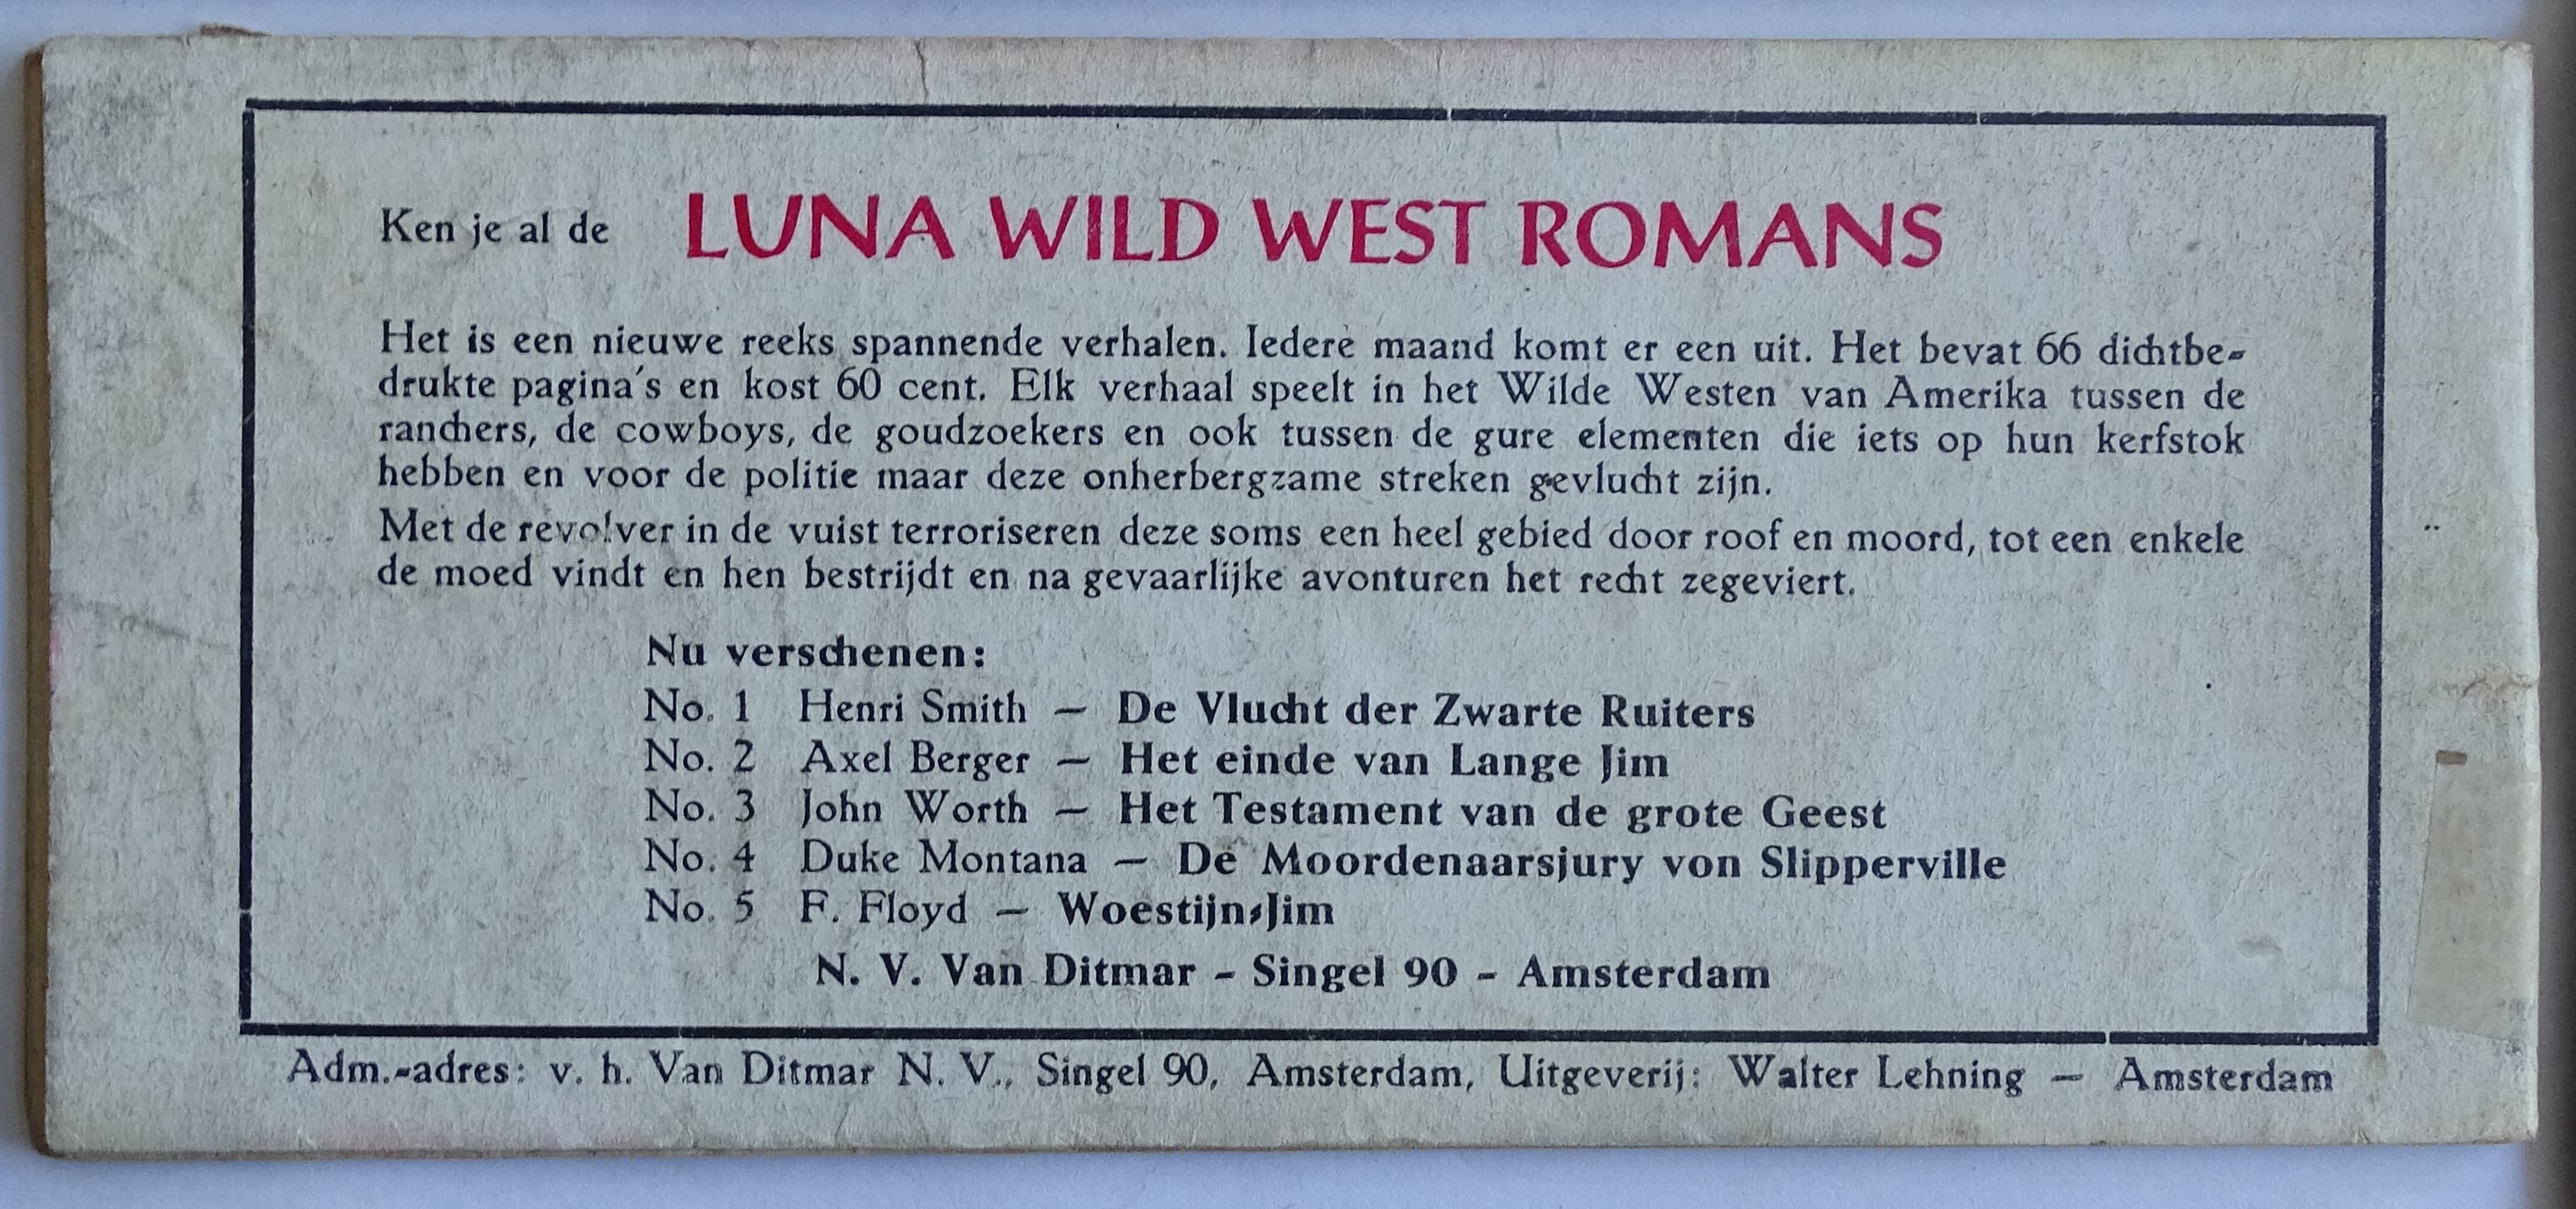 Ken je al de LUNA WILD WEST ROMANS
Het is een nieuwe reeks spannende verhalen. Iedere maand komt er een uit. Het bevat 66 dichtbe-
drukte pagina's en kost 60 cent. Elk verhaal speelt in het Wilde Westen van Amerika tussen de
ranchers, de cowboys, de goudzoekers en ook tussen de gure elementen die iets op hun kerfstok
hebben en voor de politie maar deze onherbergzame streken gevlucht zijn.
Met de revolver in de vuist terroriseren deze soms een heel gebied door roof en moord, tot een enkele
de moed vindt en hen bestrijdt en na gevaarlijke avonturen het recht zegeviert.
Nu verschenen:
No. 1 Henri Smith — De Vlucht der Zwarte Ruiters
No. 2 Axel Berger — Het einde van Lange Jim
No. 3 John Worth — Het Testament van de grote Geest
No. 4 Duke Montana — De Moordenaarsjury von Slipperville
No. 5 F. Floyd — Woestijn-Jim
N. V. Van Ditmar - Singel 90 - Amsterdam
Adm.-adres: v. h. Van Ditmar N. V., Singel 90, Amsterdam, Uitgeverij: Walter Lehning — Amsterdam